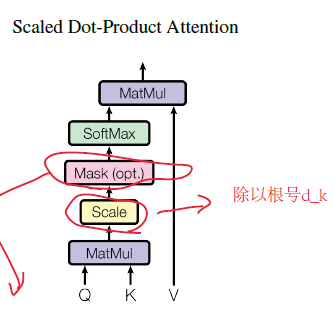 Scaled Dot-Product Attention
MatMul
SoftMax
Mask (opt.)
Scale
除以根号d_k
MatMul
Q K V